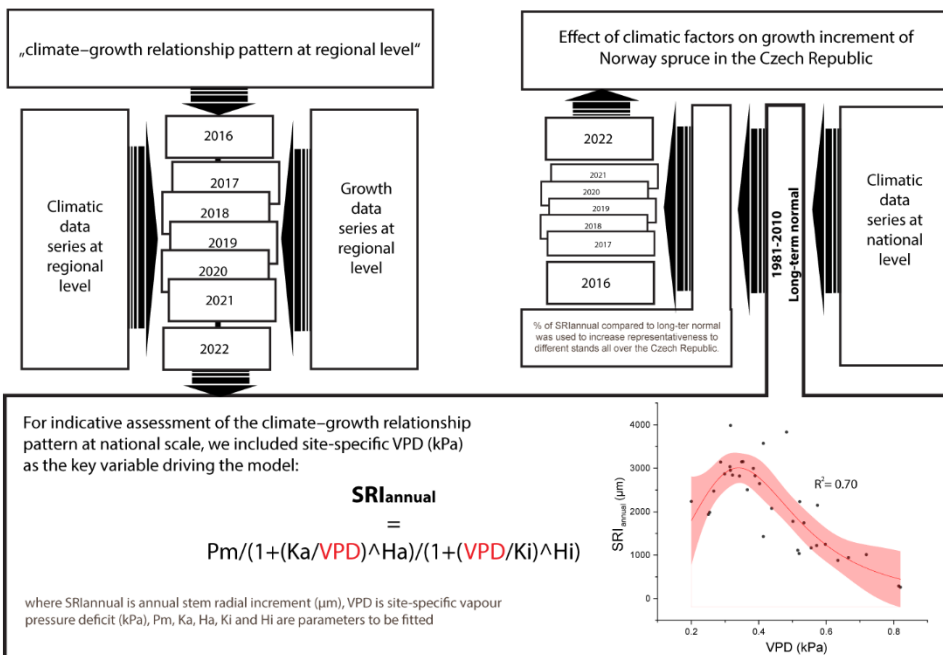 „climate–growth relationship pattern at regional level“
Climatic
data
series at
regional
level
2016
2017
2018
2019
2020
2021
2022
Growth
data
series at
regional
level
Effect of climatic factors on growth increment of
Norway spruce in the Czech Republic
2022
2021
2020
2019
2018
2017
2016
% of SRIannual compared to long-ter normal
was used to increase representativeness to
different stands all over the Czech Republic.
1981-2010
Long-term normal
Climatic
data
series at
national
level
For indicative assessment of the climate–growth relationship
pattern at national scale, we included site-specific VPD (kPa)
as the key variable driving the model:
SRIannual
=
Pm/(1+(Ka/VPD)^Ha)/(1+(VPD/Ki)^Hi)
where SRIannual is annual stem radial increment (µm), VPD is site-specific vapour
pressure deficit (kPa), Pm, Ka, Ha, Ki and Hi are parameters to be fitted
SRIannual (µm)
4000
3000
2000
1000
0
R²= 0.70
0.2 0.4 0.6 0.8
VPD (kPa)